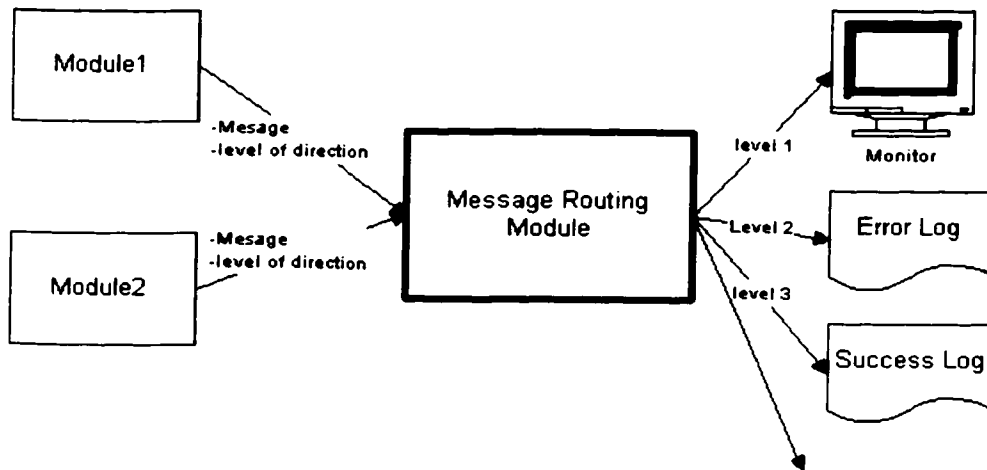 Module1
-Mesage
-level of direction
Module2
-Mesage
-level of direction
Message Routing
Module
level 1
Monitor
Level 2
Error Log
level 3
Success Log